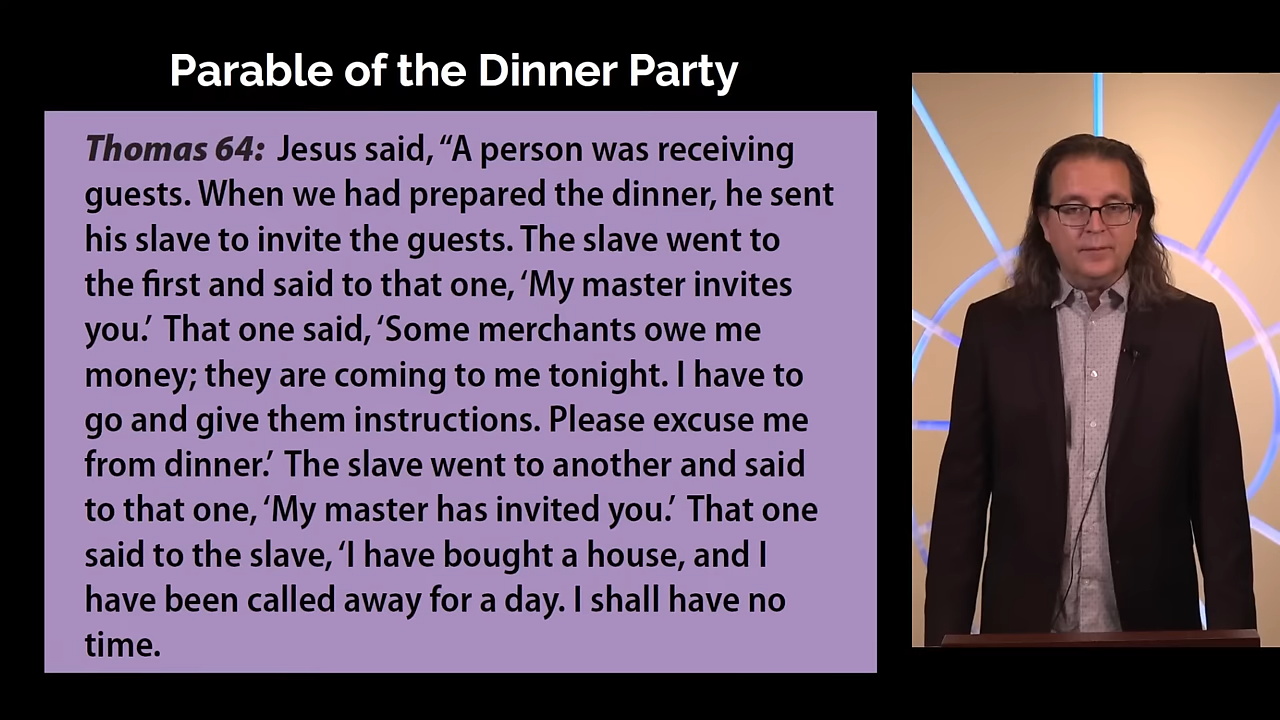 Parable of the Dinner Party
Thomas 64: Jesus said, “A person was receiving
guests. When we had prepared the dinner, he sent
his slave to invite the guests. The slave went to
the first and said to that one, ‘My master invites
you.’ That one said, ‘Some merchants owe me
money; they are coming to me tonight. I have to
go and give them instructions. Please excuse me
from dinner.’ The slave went to another and said
to that one, ‘My master has invited you.’ That one
said to the slave, ‘I have bought a house, and I
have been called away for a day. I shall have no
time.